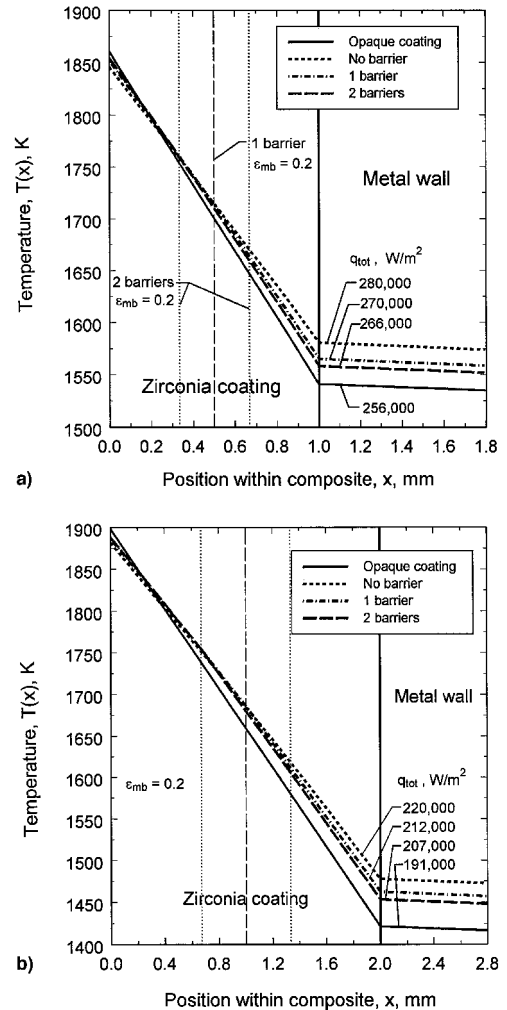 1900
1850
1800
1750
1700
1650
1600
1550
1500
Temperature, T(x), K
Opaque coating
No barrier
1 barrier
2 barriers
1 barrier
εmb = 0.2
Metal wall
2 barriers
εmb = 0.2
qtot , W/m²
280,000
270,000
266,000
256,000
Zirconia coating
0.0 0.2 0.4 0.6 0.8 1.0 1.2 1.4 1.6 1.8
a) Position within composite, x, mm
1900
1850
1800
1750
1700
1650
1600
1550
1500
1450
1400
Temperature, T(x), K
Opaque coating
No barrier
1 barrier
2 barriers
Metal wall
εmb = 0.2
qtot , W/m²
220,000
212,000
207,000
191,000
Zirconia coating
0.0 0.4 0.8 1.2 1.6 2.0 2.4 2.8
b) Position within composite, x, mm